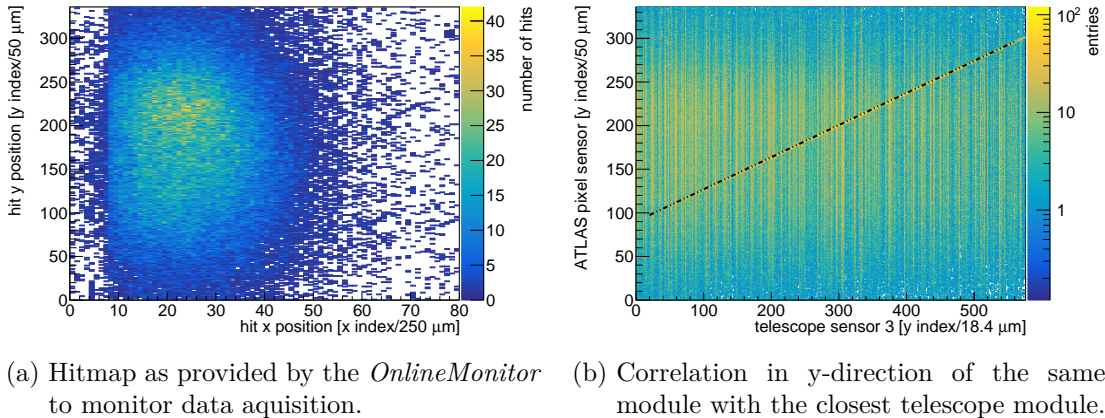 hit y position [y index/50 μm]
300
250
200
150
100
50
0
0 10 20 30 40 50 60 70 80
hit x position [x index/250 μm]
40
35
30
25
20
15
10
5
0
number of hits
ATLAS pixel sensor [y index/50 μm]
300
250
200
150
100
50
0
0 100 200 300 400 500
telescope sensor 3 [y index/18.4 μm]
10²
10
1
entries
(a) Hitmap as provided by the OnlineMonitor
to monitor data aquisition.
(b) Correlation in y-direction of the same
module with the closest telescope module.